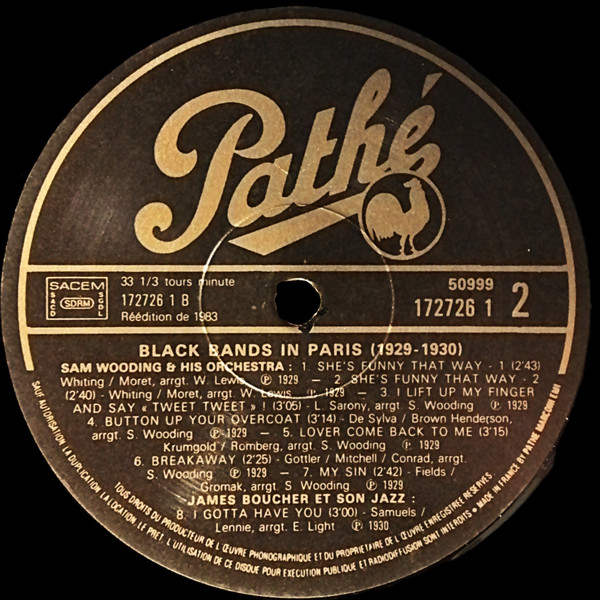 Pathé
SACEM
SACD
SDRM
SGDL
33 1/3 tours minute
172726 1 B
Réédition de 1983
50999
172726 1
2
BLACK BANDS IN PARIS (1929-1930)
SAM WOODING & HIS ORCHESTRA : 1. SHE'S FUNNY THAT WAY - 1 (2'43)
Whiting / Moret, arrgt. W. Lewis ℗ 1929 — 2 SHE'S FUNNY THAT WAY - 2
(2'40) - Whiting / Moret, arrgt. W. Lewis ℗ 1929 — 3. I LIFT UP MY FINGER
AND SAY « TWEET TWEET » ! (3'05) - L. Sarony, arrgt. S. Wooding ℗ 1929
4. BUTTON UP YOUR OVERCOAT (3'14) - De Sylva / Brown Henderson,
arrgt. S. Wooding ℗ 1929 — 5. LOVER COME BACK TO ME (3'15)
Krumgold / Romberg, arrgt. S. Wooding ℗ 1929
6. BREAKAWAY (2'25) - Gottler / Mitchell / Conrad, arrgt.
S. Wooding ℗ 1929 — 7. MY SIN (2'42) - Fields /
Gromak, arrgt. S Wooding ℗ 1929
JAMES BOUCHER ET SON JAZZ :
8. I GOTTA HAVE YOU (3'00) - Samuels /
Lennie, arrgt. E. Light ℗ 1930
TOUS DROITS DU PRODUCTEUR DE L'ŒUVRE PHONOGRAPHIQUE ET DU PROPRIETAIRE DE L'ŒUVRE ENREGISTREE RESERVES.
SAUF AUTORISATION LA DUPLICATION, LA LOCATION, LE PRET, L'UTILISATION DE CE DISQUE POUR EXECUTION PUBLIQUE ET RADIODIFFUSION SONT INTERDITS • MADE IN FRANCE BY PATHE MARCONI EMI